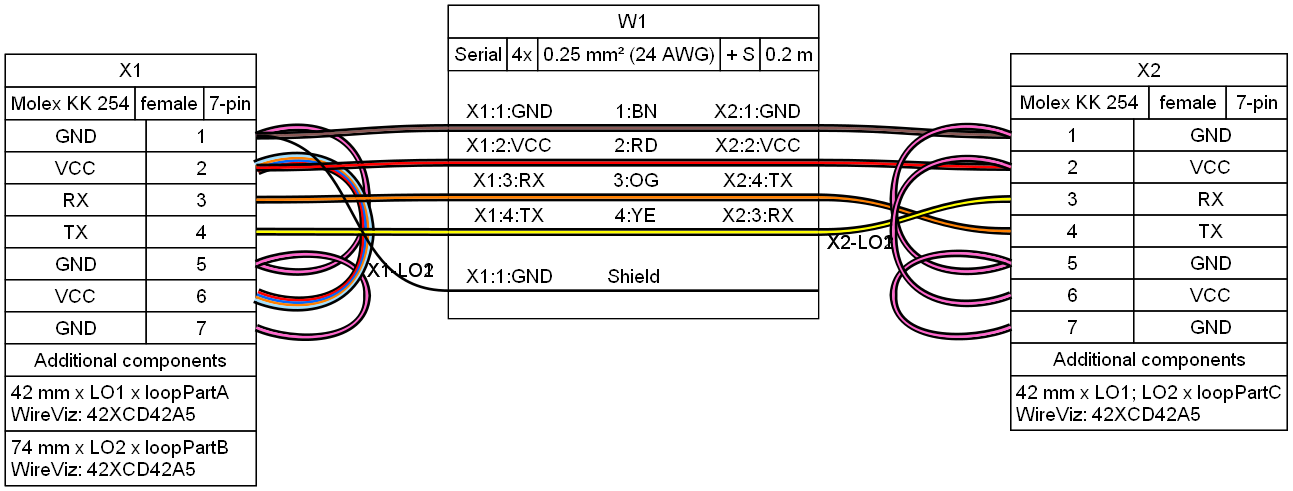 W1
Serial 4x 0.25 mm² (24 AWG) + S 0.2 m
X1:1:GND 1:BN X2:1:GND
X1:2:VCC 2:RD X2:2:VCC
X1:3:RX 3:OG X2:4:TX
X1:4:TX 4:YE X2:3:RX
X1:1:GND Shield
X1
Molex KK 254 female 7-pin
GND 1
VCC 2
RX 3
TX 4
GND 5
VCC 6
GND 7
Additional components
42 mm x LO1 x loopPartA
WireViz: 42XCD42A5
74 mm x LO2 x loopPartB
WireViz: 42XCD42A5
X2
Molex KK 254 female 7-pin
1 GND
2 VCC
3 RX
4 TX
5 GND
6 VCC
7 GND
Additional components
42 mm x LO1; LO2 x loopPartC
WireViz: 42XCD42A5